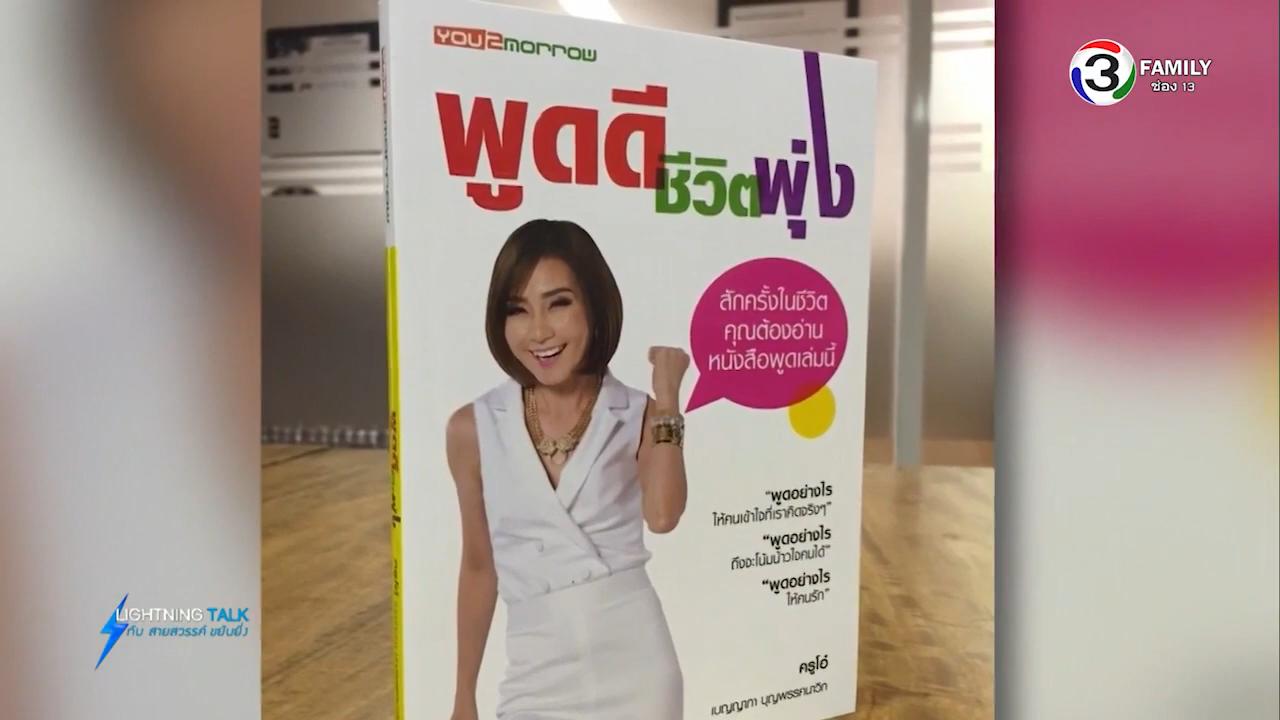 YOU2morrow
พูดดี
ชีวิตพุ่ง
สักครั้งในชีวิต
คุณต้องอ่าน
หนังสือพูดเล่มนี้
"พูดอย่างไร
ให้คนเข้าใจที่เราคิดจริงๆ"
"พูดอย่างไร
ถึงจะโน้มน้าวใจคนได้"
"พูดอย่างไร
ให้คนรัก"
ครูโอ๋
เบญญาภา บุญพรรคนาวิก
3 FAMILY
ช่อง 13
LIGHTNING TALK
กับ สายสวรรค์ ขยันยิ่ง